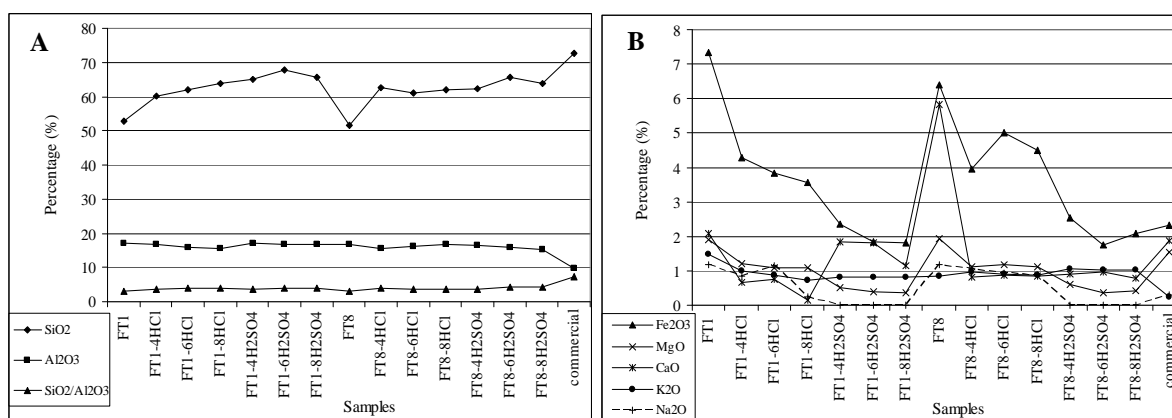 A
80
70
60
50
40
30
20
10
0
Percentage (%)
FT1
FT1-4HCl
FT1-6HCl
FT1-8HCl
FT1-4H2SO4
FT1-6H2SO4
FT1-8H2SO4
FT8
FT8-4HCl
FT8-6HCl
FT8-8HCl
FT8-4H2SO4
FT8-6H2SO4
FT8-8H2SO4
commercial
Samples
SiO2
Al2O3
SiO2/Al2O3
B
8
7
6
5
4
3
2
1
0
Percentage (%)
FT1
FT1-4HCl
FT1-6HCl
FT1-8HCl
FT1-4H2SO4
FT1-6H2SO4
FT1-8H2SO4
FT8
FT8-4HCl
FT8-6HCl
FT8-8HCl
FT8-4H2SO4
FT8-6H2SO4
FT8-8H2SO4
commercial
Samples
Fe2O3
MgO
CaO
K2O
Na2O